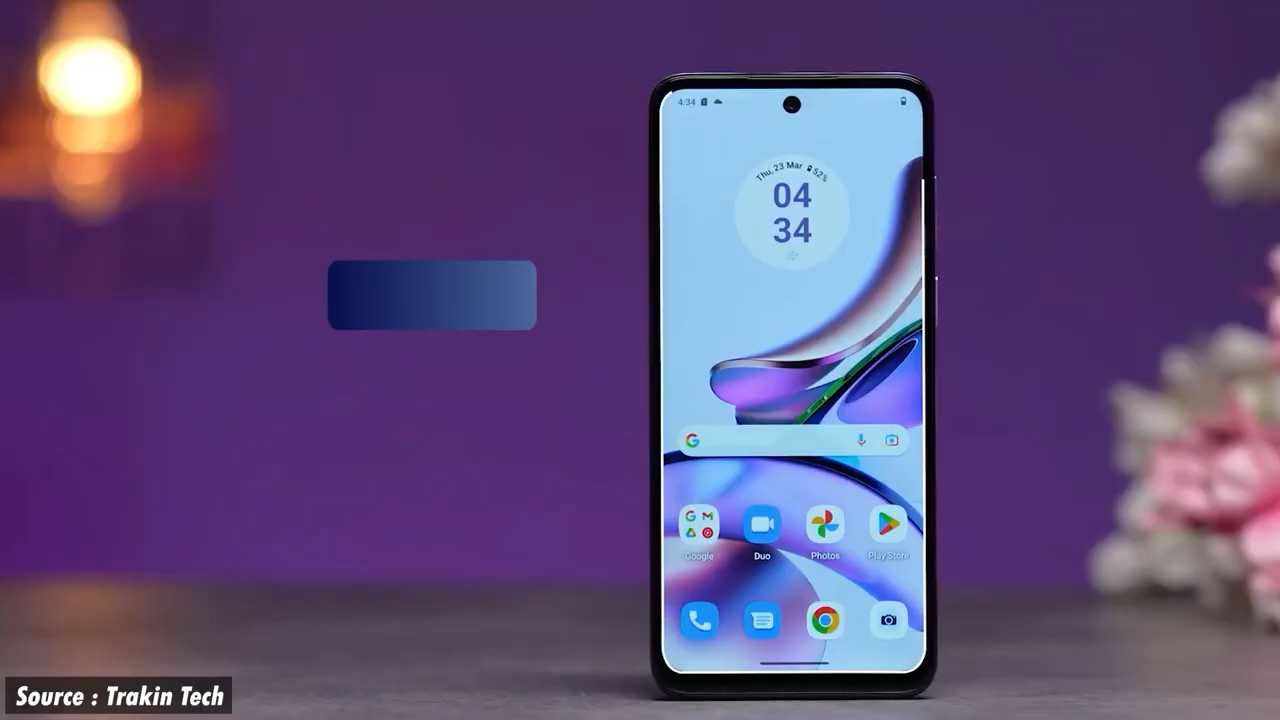 4:34
Thu, 23 Mar 52%
04
34
Google
Duo
Photos
Play Store
Source : Trakin Tech